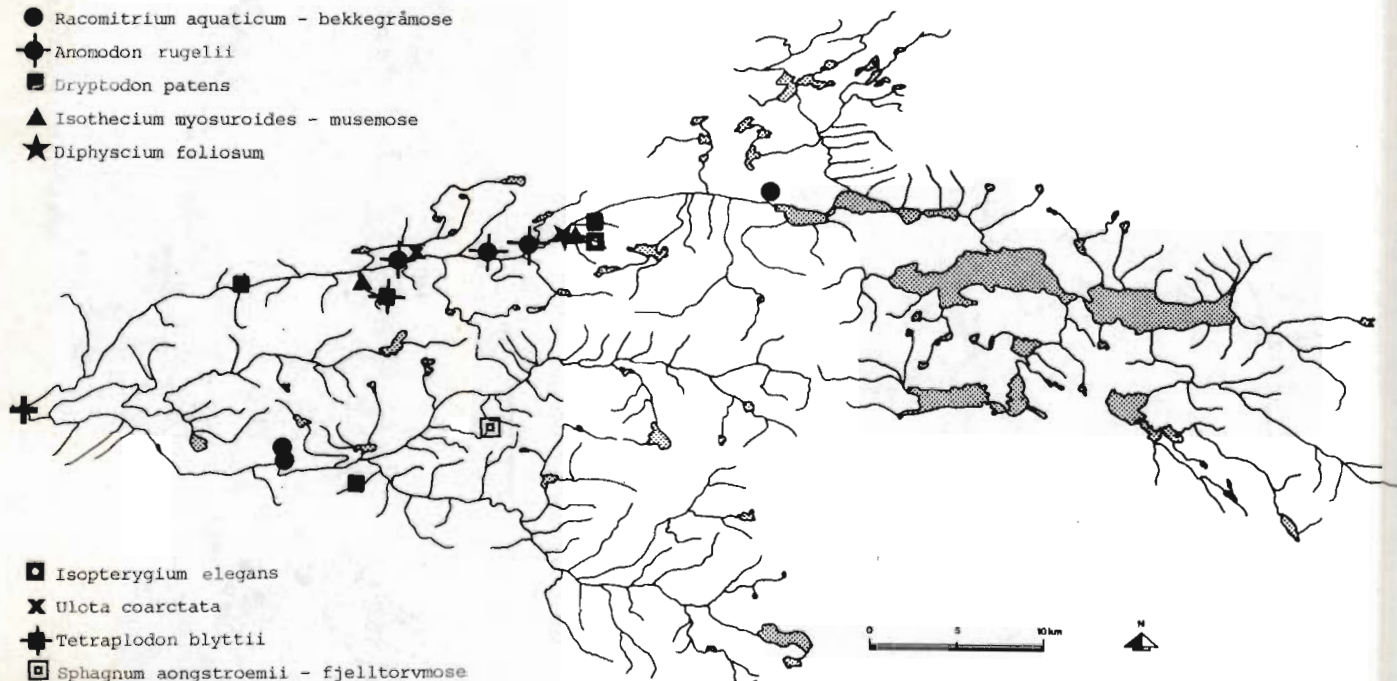 Racomitrium aquaticum - bekkegråmose
Anomodon rugelii
Dryptodon patens
Isothecium myosuroides - musemose
Diphyscium foliosum
Isopterygium elegans
Ulota coarctata
Tetraplodon blyttii
Sphagnum aongstroemii - fjelltorvmose
0 5 10 km
N